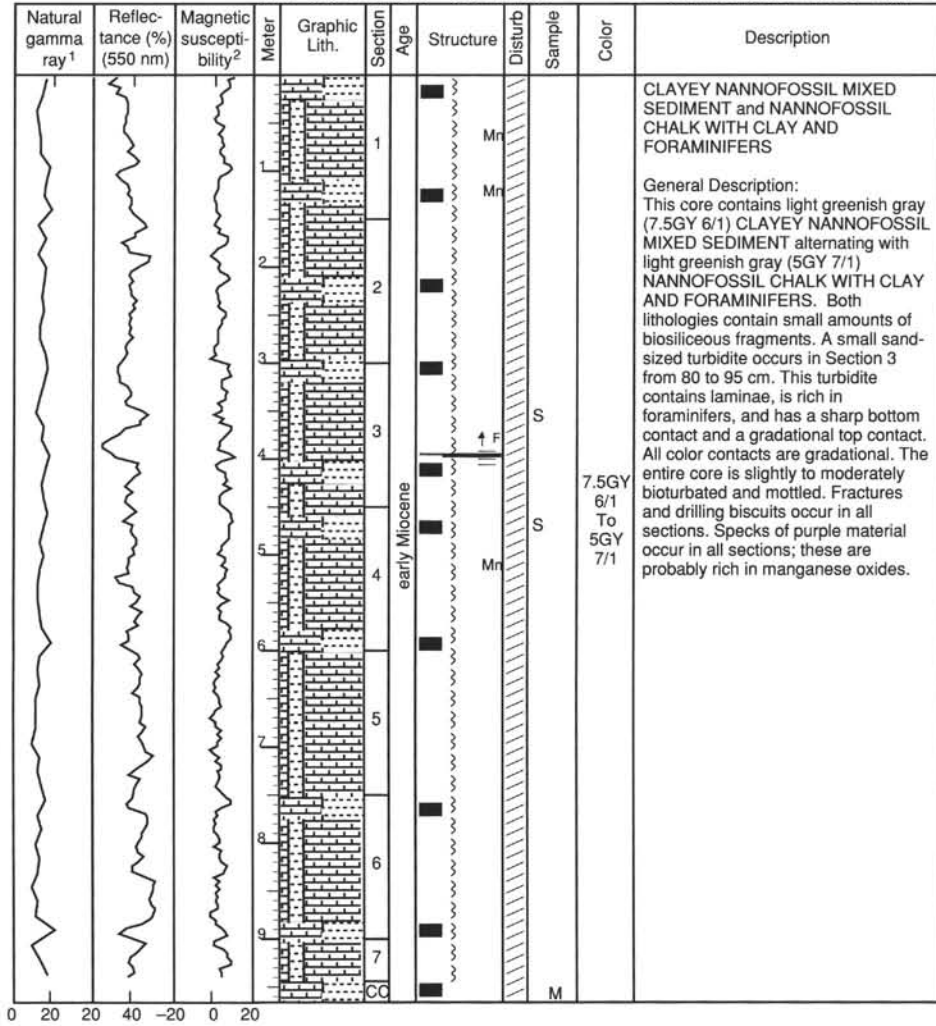 Natural gamma ray1
Reflec-tance (%) (550 nm)
Magnetic suscepti-bility2
Meter
Graphic Lith.
Section
Age
Structure
Disturb
Sample
Color
Description
1
2
3
4
5
6
7
8
9
1
2
3
4
5
6
7
CC
early Miocene
Mn
Mn
F
Mn
S
S
M
7.5GY
6/1
To
5GY
7/1
CLAYEY NANNOFOSSIL MIXED
SEDIMENT and NANNOFOSSIL
CHALK WITH CLAY AND
FORAMINIFERS
General Description:
This core contains light greenish gray
(7.5GY 6/1) CLAYEY NANNOFOSSIL
MIXED SEDIMENT alternating with
light greenish gray (5GY 7/1)
NANNOFOSSIL CHALK WITH CLAY
AND FORAMINIFERS. Both
lithologies contain small amounts of
biosiliceous fragments. A small sand-
sized turbidite occurs in Section 3
from 80 to 95 cm. This turbidite
contains laminae, is rich in
foraminifers, and has a sharp bottom
contact and a gradational top contact.
All color contacts are gradational. The
entire core is slightly to moderately
bioturbated and mottled. Fractures
and drilling biscuits occur in all
sections. Specks of purple material
occur in all sections; these are
probably rich in manganese oxides.
0 20 20 40 –20 0 20